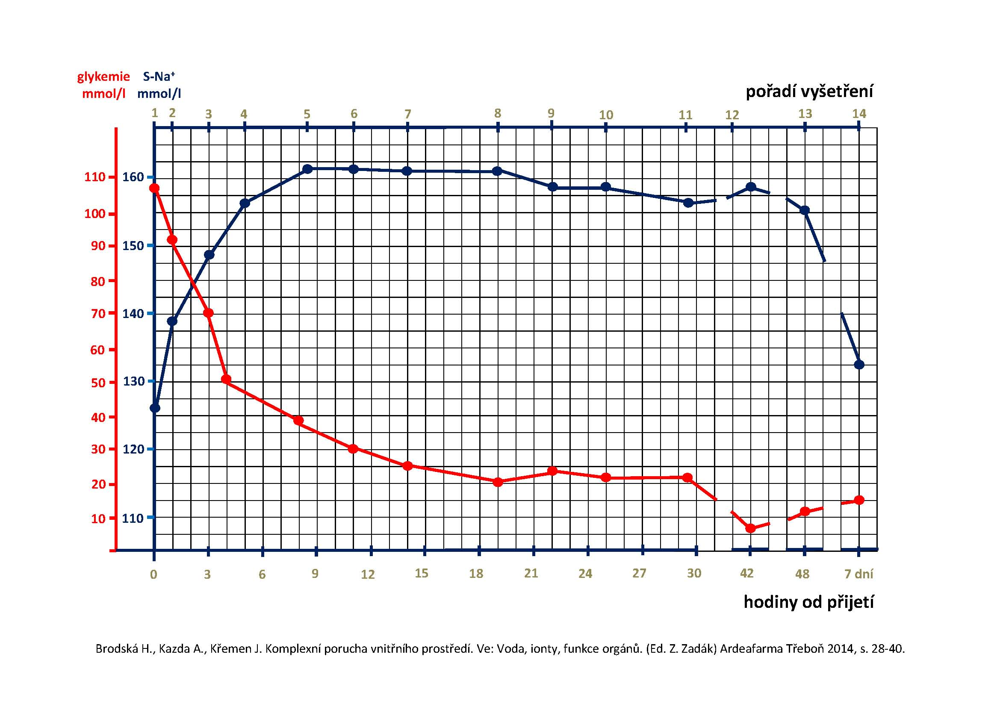 glykemie S-Na⁺
mmol/l mmol/l
pořadí vyšetření
1 2 3 4 5 6 7 8 9 10 11 12 13 14
110 160
100
90 150
80
70 140
60
50 130
40
30 120
20
10 110
0 3 6 9 12 15 18 21 24 27 30 42 48 7 dní
hodiny od přijetí
Brodská H., Kazda A., Křemen J. Komplexní porucha vnitřního prostředí. Ve: Voda, ionty, funkce orgánů. (Ed. Z. Zadák) Ardeafarma Třeboň 2014, s. 28-40.